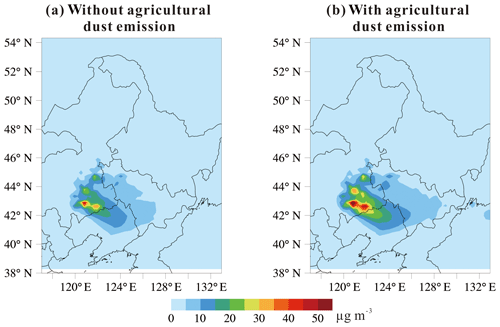 (a) Without agricultural
dust emission
(b) With agricultural
dust emission
54° N
52° N
50° N
48° N
46° N
44° N
42° N
40° N
38° N
120° E
124° E
128° E
132° E
54° N
52° N
50° N
48° N
46° N
44° N
42° N
40° N
38° N
120° E
124° E
128° E
132° E
0 10 20 30 40 50 µg m⁻³